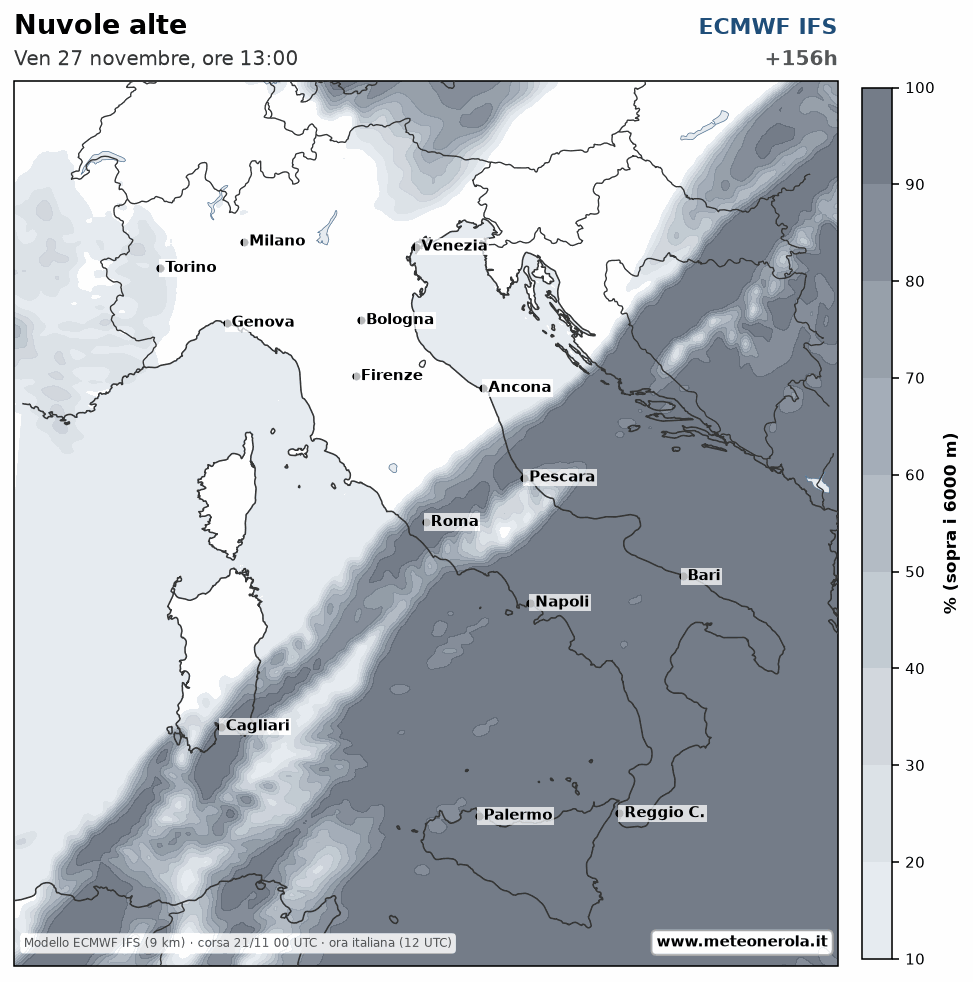 Nuvole alte
ECMWF IFS
Ven 27 novembre, ore 13:00
+156h
Milano
Venezia
Torino
Genova
Bologna
Firenze
Ancona
Pescara
Roma
Bari
Napoli
Cagliari
Palermo
Reggio C.
Modello ECMWF IFS (9 km) · corsa 21/11 00 UTC · ora italiana (12 UTC)
www.meteonerola.it
100
90
80
70
60
50
40
30
20
10
% (sopra i 6000 m)